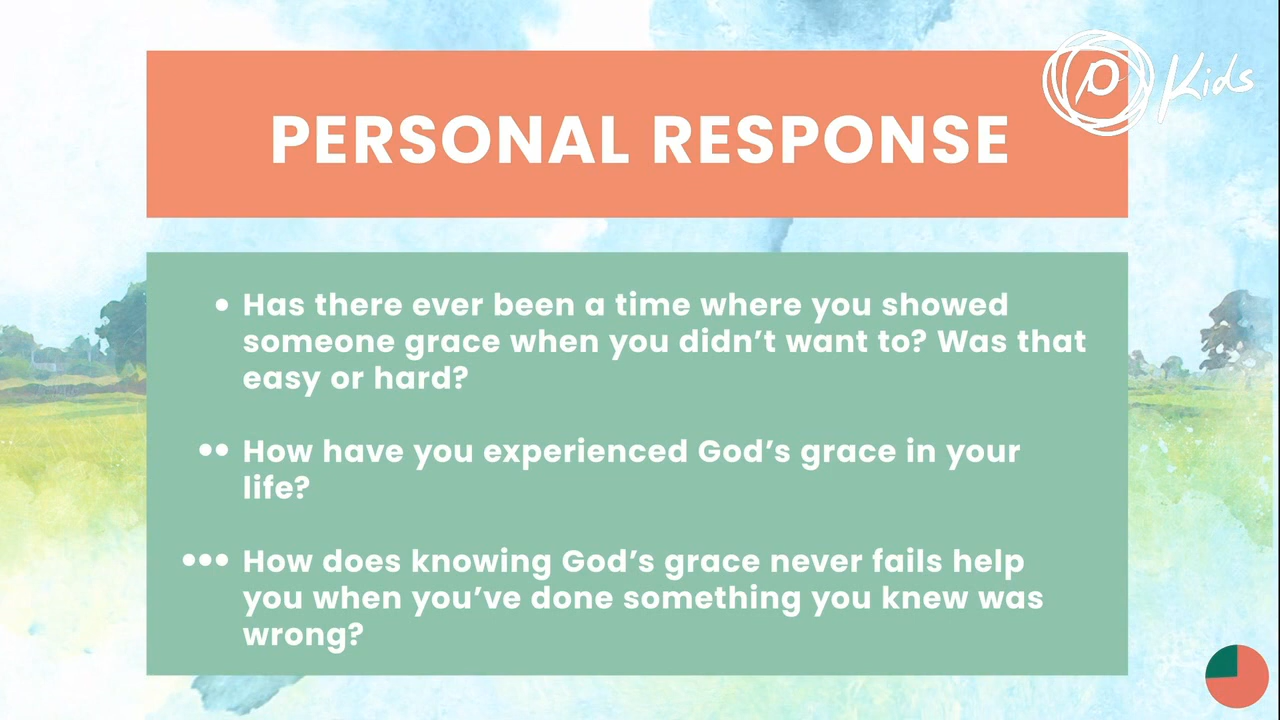 P Kids
PERSONAL RESPONSE
• Has there ever been a time where you showed
someone grace when you didn’t want to? Was that
easy or hard?
•• How have you experienced God’s grace in your
life?
••• How does knowing God’s grace never fails help
you when you’ve done something you knew was
wrong?